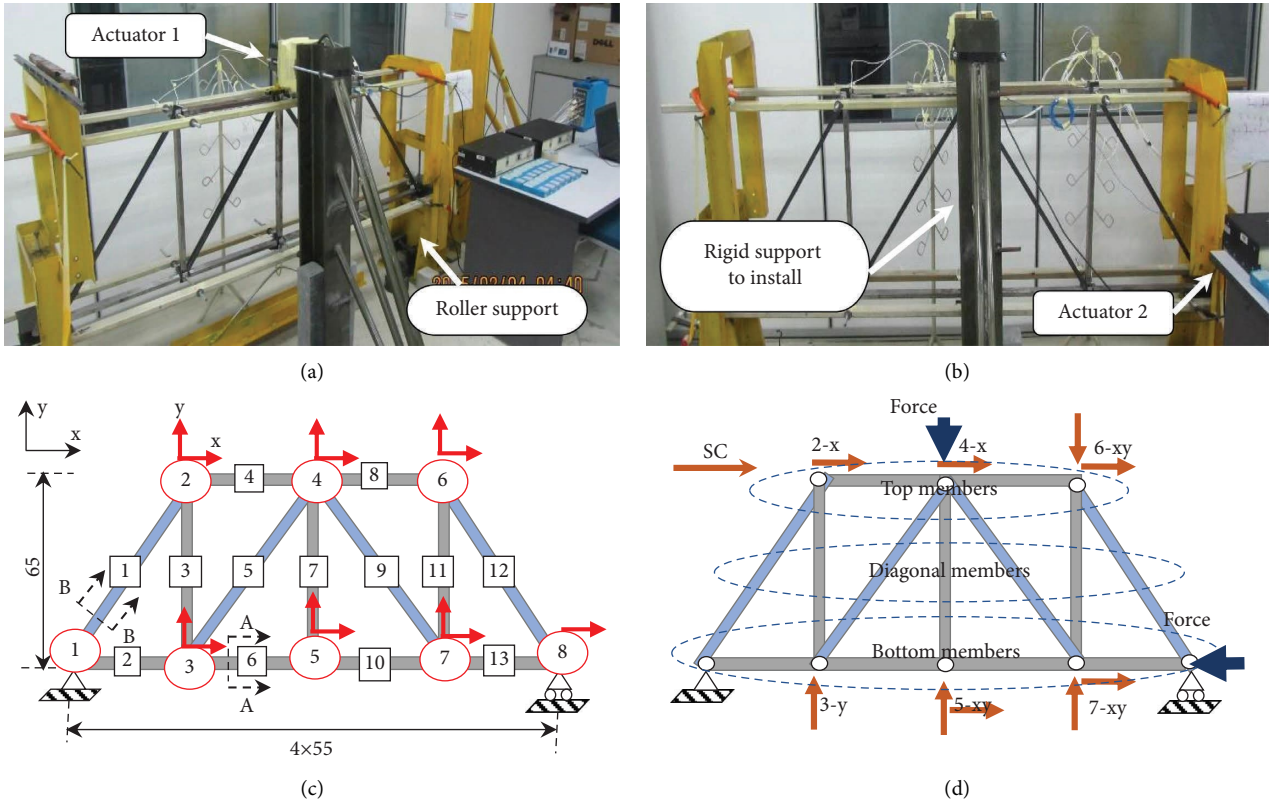 Actuator 1
DELL
Roller support
(a)
Rigid support
to install
Actuator 2
(b)
y
x
y
x
2
4
4
8
6
65
1
3
5
7
9
11
12
B
B
A
1
2
3
6
5
10
7
13
8
A
4×55
(c)
Force
SC
2-x
4-x
6-xy
Top members
Diagonal members
Force
Bottom members
3-y
5-xy
7-xy
(d)